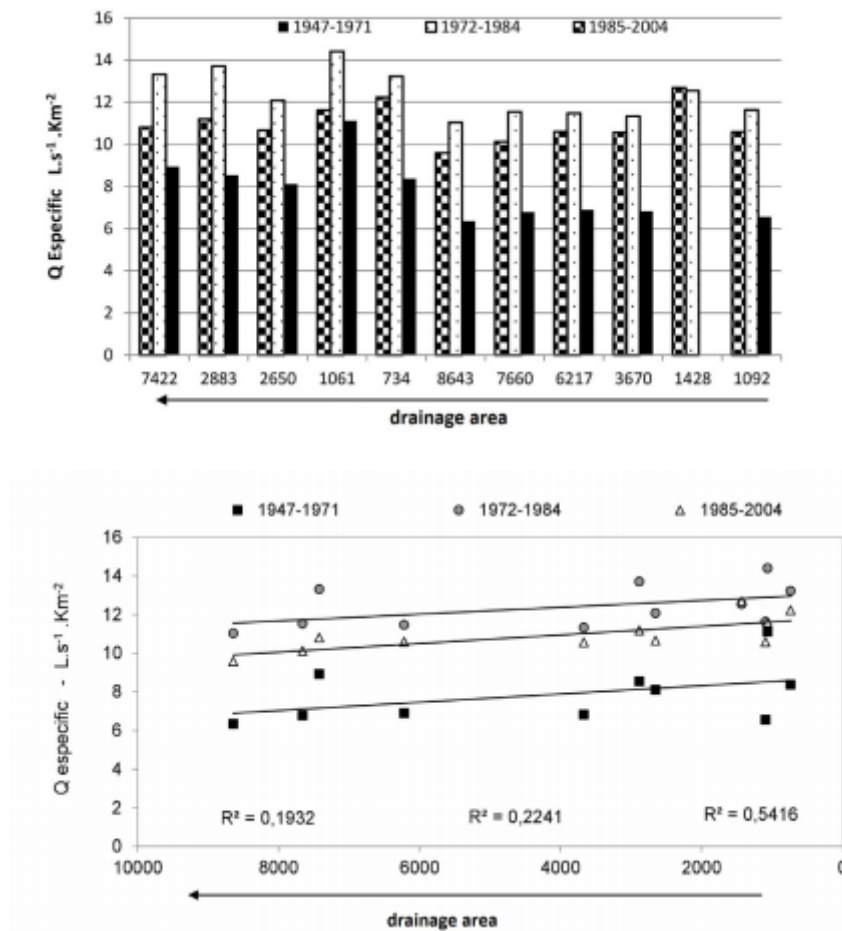 1947-1971 1972-1984 1985-2004
16
14
12
10
8
6
4
2
0
Q Especific L.s⁻¹ .Km⁻²
7422 2883 2650 1061 734 8643 7660 6217 3670 1428 1092
drainage area
1947-1971 1972-1984 1985-2004
16
14
12
10
8
6
4
2
0
Q especific - L.s⁻¹ .Km⁻²
R² = 0,1932 R² = 0,2241 R² = 0,5416
10000 8000 6000 4000 2000 0
drainage area